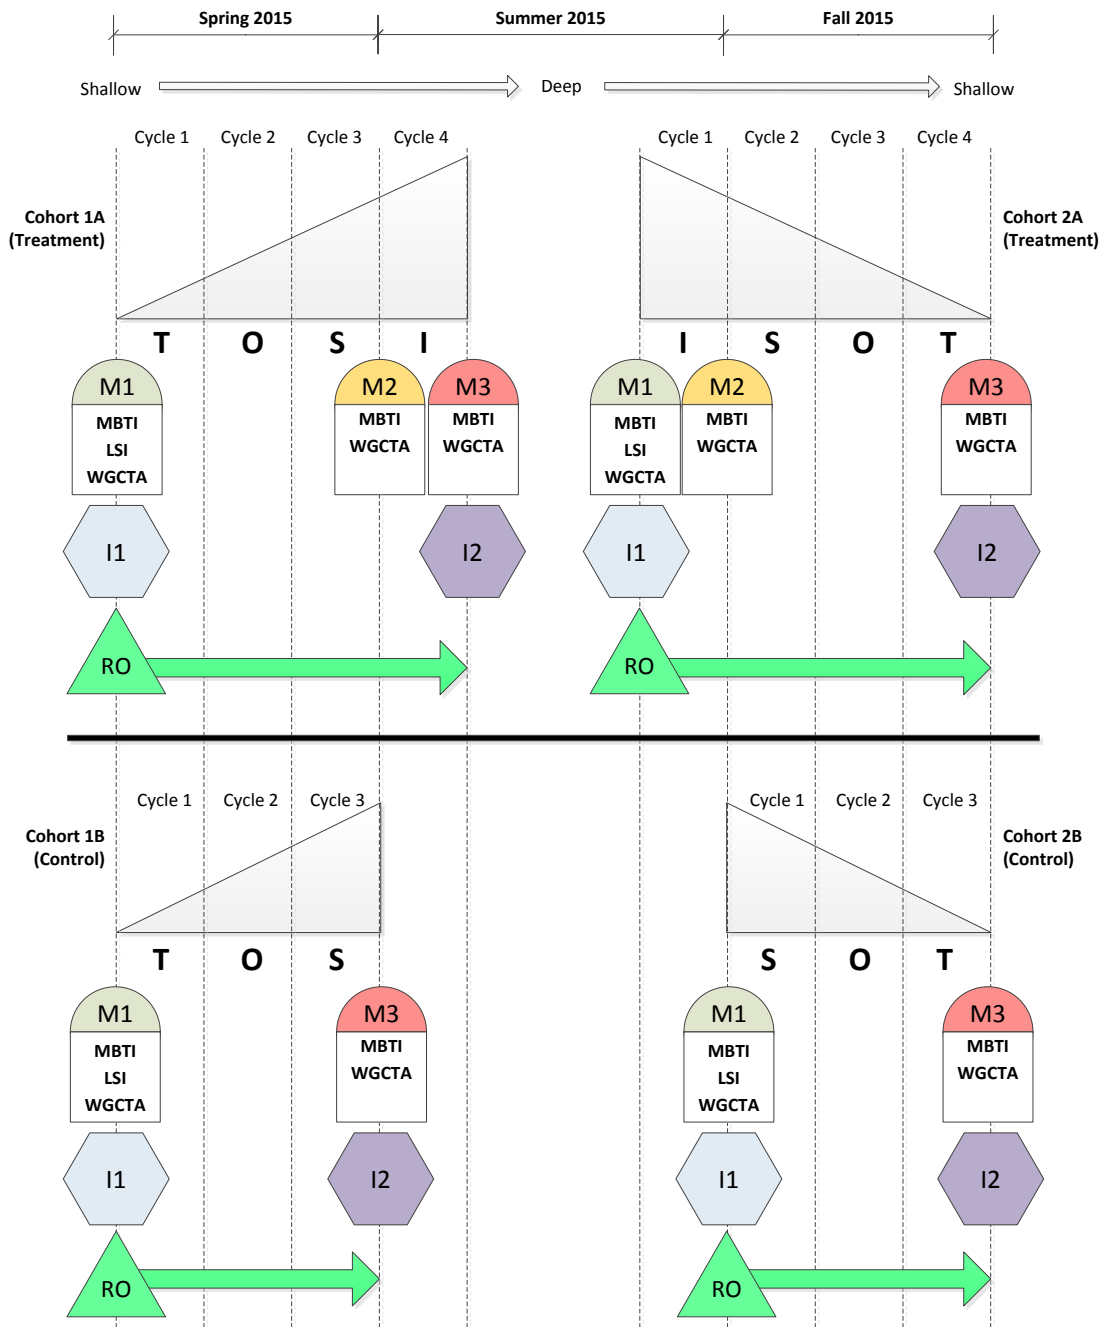 Spring 2015
Summer 2015
Fall 2015
Shallow
Deep
Shallow
Cycle 1
Cycle 2
Cycle 3
Cycle 4
Cycle 1
Cycle 2
Cycle 3
Cycle 4
Cohort 1A
(Treatment)
Cohort 2A
(Treatment)
T O S I
I S O T
M1
MBTI
LSI
WGCTA
M2
MBTI
WGCTA
M3
MBTI
WGCTA
M1
MBTI
LSI
WGCTA
M2
MBTI
WGCTA
M3
MBTI
WGCTA
I1
I2
I1
I2
RO
RO
Cycle 1
Cycle 2
Cycle 3
Cycle 1
Cycle 2
Cycle 3
Cohort 1B
(Control)
Cohort 2B
(Control)
T O S
S O T
M1
MBTI
LSI
WGCTA
M3
MBTI
WGCTA
M1
MBTI
LSI
WGCTA
M3
MBTI
WGCTA
I1
I2
I1
I2
RO
RO